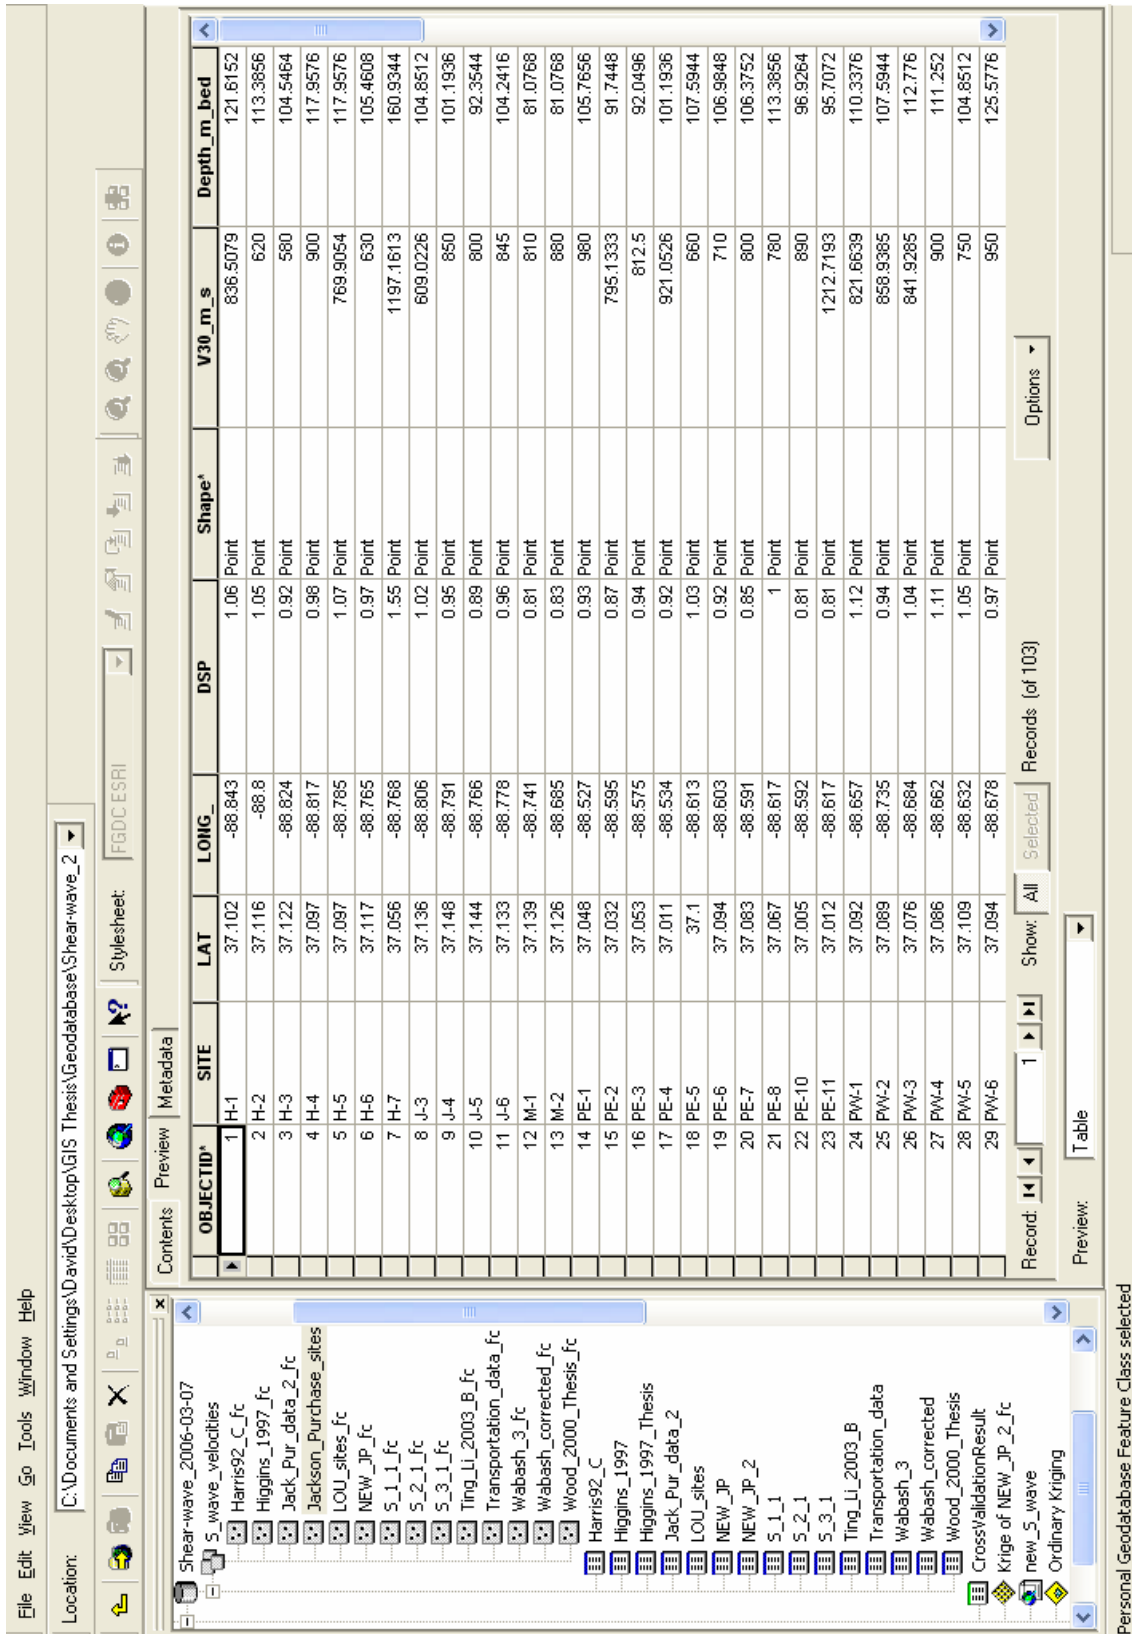 File Edit View Go Tools Window Help
Location: C:\Documents and Settings\David\Desktop\GIS Thesis\Geodatabase\Shear-wave_2
Stylesheet: FGDC ESRI
Shear-wave_2006-03-07
S_wave_velocities
Harris92_C_fc
Higgins_1997_fc
Jack_Pur_data_2_fc
Jackson_Purchase_sites
LOU_sites_fc
NEW_JP_fc
S_1_1_fc
S_2_1_fc
S_3_1_fc
Ting_Li_2003_B_fc
Transportation_data_fc
Wabash_3_fc
Wabash_corrected_fc
Wood_2000_Thesis_fc
Harris92_C
Higgins_1997
Higgins_1997_Thesis
Jack_Pur_data_2
LOU_sites
NEW_JP
NEW_JP_2
S_1_1
S_2_1
S_3_1
Ting_Li_2003_B
Transportation_data
Wabash_3
Wabash_corrected
Wood_2000_Thesis
CrossValidationResult
Krige of NEW_JP_2_fc
new_S_wave
Ordinary Kriging
Contents Preview Metadata
OBJECTID* SITE LAT LONG_ DSP Shape* V30_m_s Depth_m_bed
1 H-1 37.102 -88.843 1.06 Point 836.5079 121.6152
2 H-2 37.116 -88.8 1.05 Point 620 113.3856
3 H-3 37.122 -88.824 0.92 Point 580 104.5464
4 H-4 37.097 -88.817 0.98 Point 900 117.9576
5 H-5 37.097 -88.785 1.07 Point 769.9054 117.9576
6 H-6 37.117 -88.765 0.97 Point 630 105.4608
7 H-7 37.056 -88.768 1.55 Point 1197.1613 160.9344
8 J-3 37.136 -88.806 1.02 Point 609.0226 104.8512
9 J-4 37.148 -88.791 0.95 Point 850 101.1936
10 J-5 37.144 -88.766 0.89 Point 800 92.3544
11 J-6 37.133 -88.778 0.96 Point 845 104.2416
12 M-1 37.139 -88.741 0.81 Point 810 81.0768
13 M-2 37.126 -88.685 0.83 Point 880 81.0768
14 PE-1 37.048 -88.527 0.93 Point 980 105.7656
15 PE-2 37.032 -88.595 0.87 Point 795.1333 91.7448
16 PE-3 37.053 -88.575 0.94 Point 812.5 92.0496
17 PE-4 37.011 -88.534 0.92 Point 921.0526 101.1936
18 PE-5 37.1 -88.613 1.03 Point 660 107.5944
19 PE-6 37.094 -88.603 0.92 Point 710 106.9848
20 PE-7 37.083 -88.591 0.85 Point 800 106.3752
21 PE-8 37.067 -88.617 1 Point 780 113.3856
22 PE-10 37.005 -88.592 0.81 Point 890 96.9264
23 PE-11 37.012 -88.617 0.81 Point 1212.7193 95.7072
24 PW-1 37.092 -88.657 1.12 Point 821.6639 110.3376
25 PW-2 37.089 -88.735 0.94 Point 858.9385 107.5944
26 PW-3 37.076 -88.684 1.04 Point 841.9285 112.776
27 PW-4 37.086 -88.662 1.11 Point 900 111.252
28 PW-5 37.109 -88.632 1.05 Point 750 104.8512
29 PW-6 37.094 -88.678 0.97 Point 950 125.5776
Record: 1 Show: All Selected Records (of 103) Options
Preview: Table
Personal Geodatabase Feature Class selected